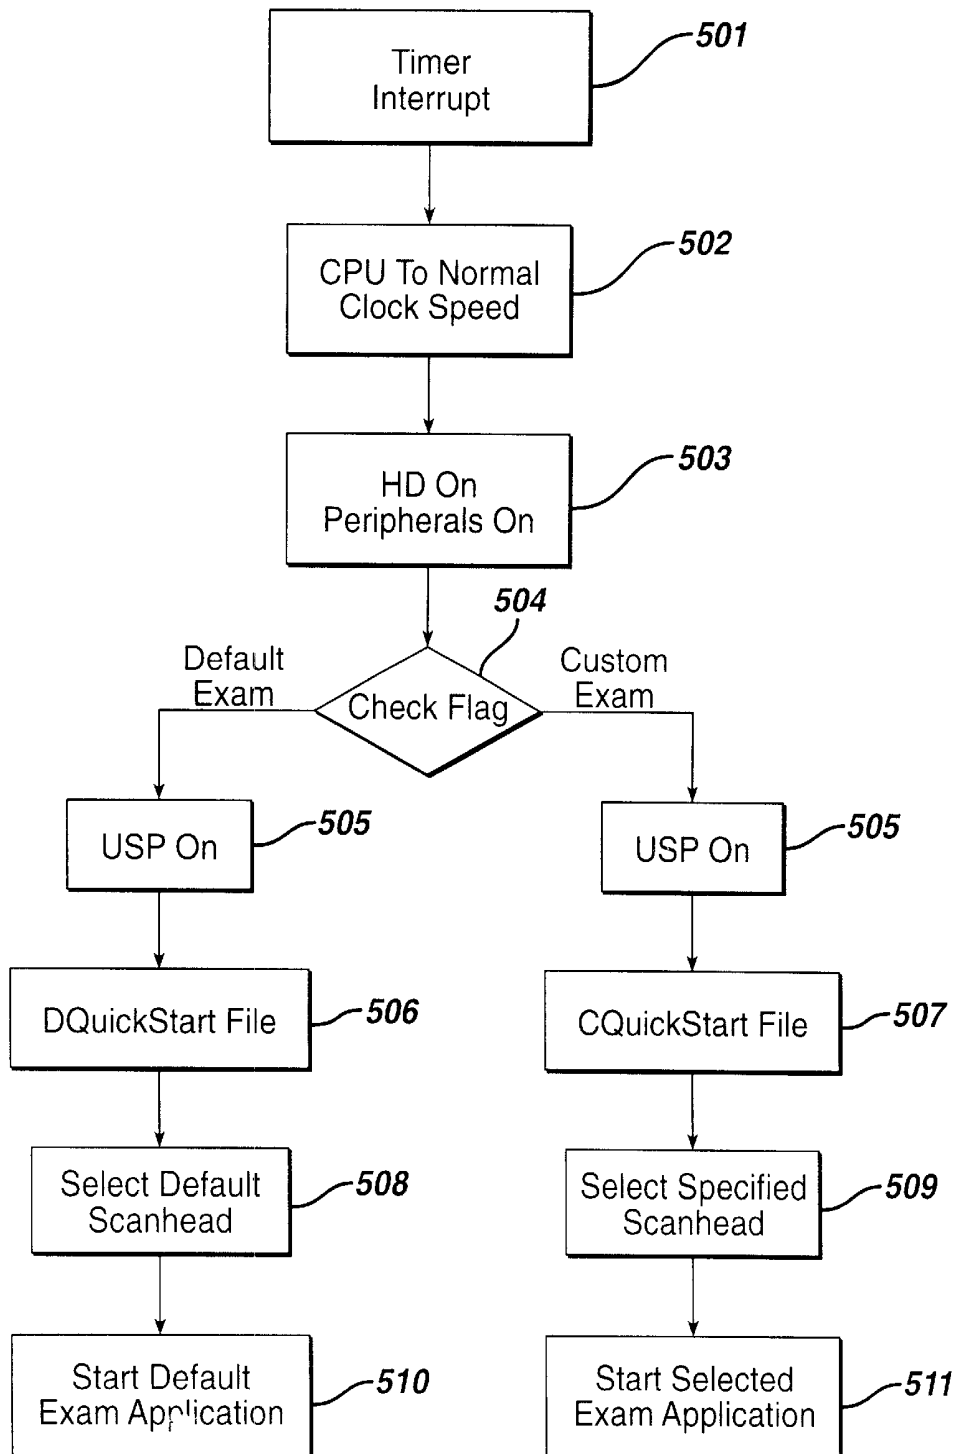 Timer
Interrupt
501
CPU To Normal
Clock Speed
502
HD On
Peripherals On
503
504
Default
Exam
Check Flag
Custom
Exam
USP On
505
USP On
505
DQuickStart File
506
CQuickStart File
507
Select Default
Scanhead
508
Select Specified
Scanhead
509
Start Default
Exam Application
510
Start Selected
Exam Application
511